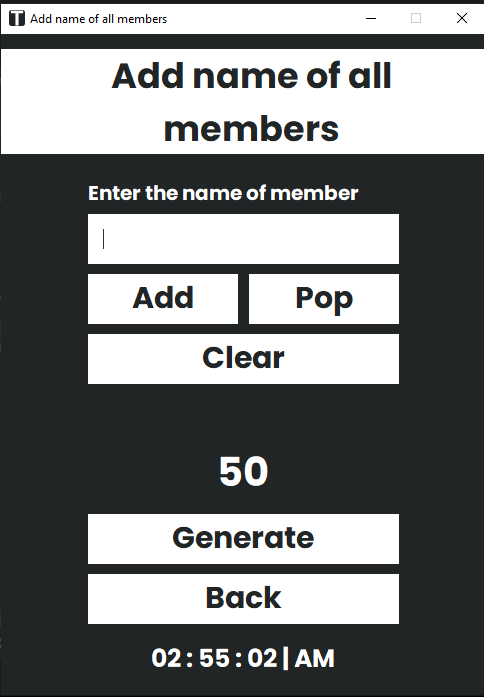 Add name of all members
Add name of all
members
Enter the name of member
Add Pop
Clear
50
Generate
Back
02 : 55 : 02 | AM